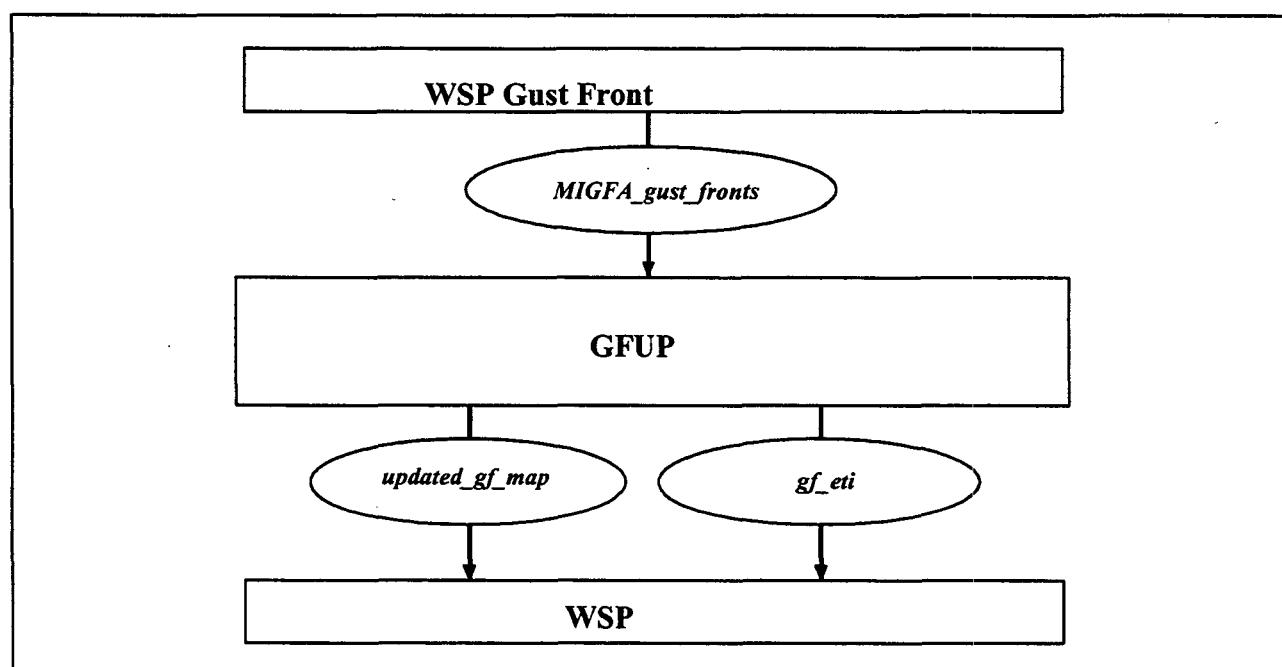 WSP Gust Front
MIGFA_gust_fronts
GFUP
updated_gf_map
gf_eti
WSP